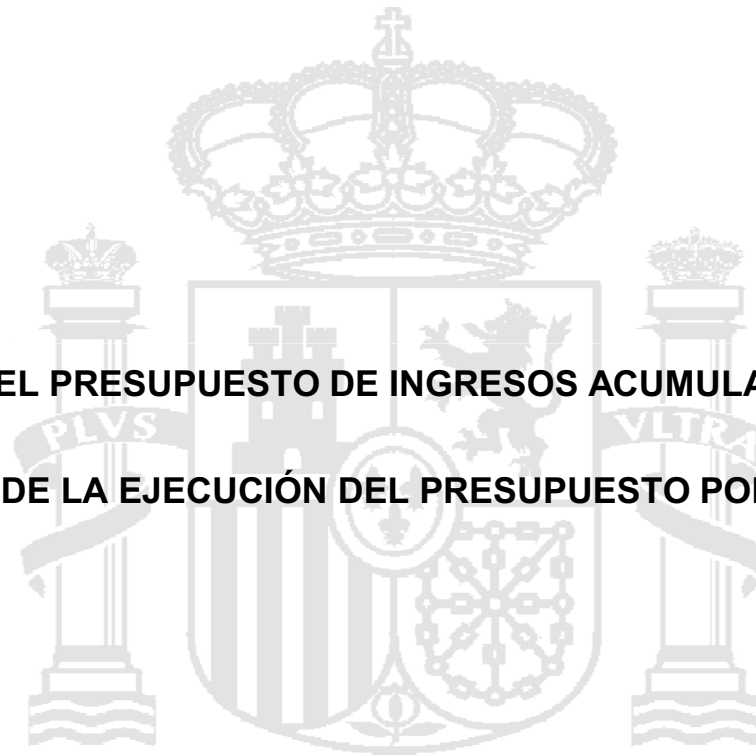 EL PRESUPUESTO DE INGRESOS ACUMULA
PLVS VLTRA
DE LA EJECUCIÓN DEL PRESUPUESTO PO